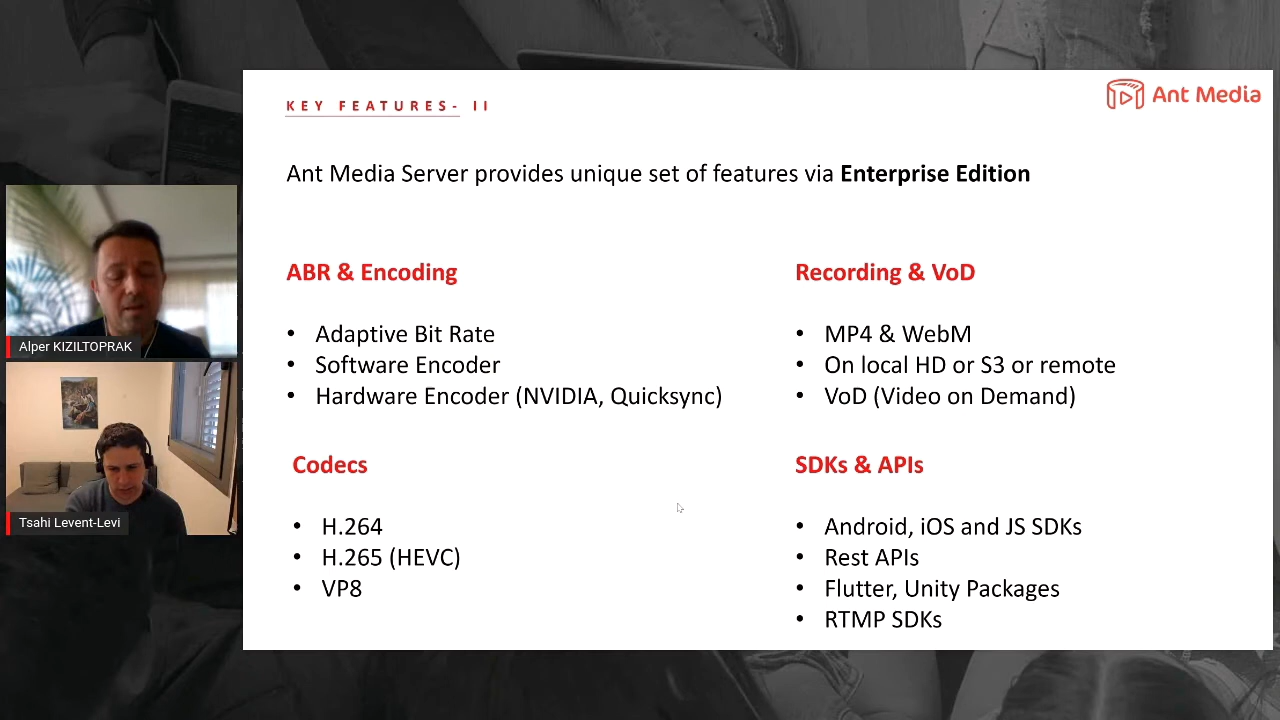 KEY FEATURES- II
Ant Media
Ant Media Server provides unique set of features via Enterprise Edition
ABR & Encoding
• Adaptive Bit Rate
• Software Encoder
• Hardware Encoder (NVIDIA, Quicksync)
Recording & VoD
• MP4 & WebM
• On local HD or S3 or remote
• VoD (Video on Demand)
Codecs
• H.264
• H.265 (HEVC)
• VP8
SDKs & APIs
• Android, iOS and JS SDKs
• Rest APIs
• Flutter, Unity Packages
• RTMP SDKs
Alper KIZILTOPRAK
Tsahi Levent-Levi